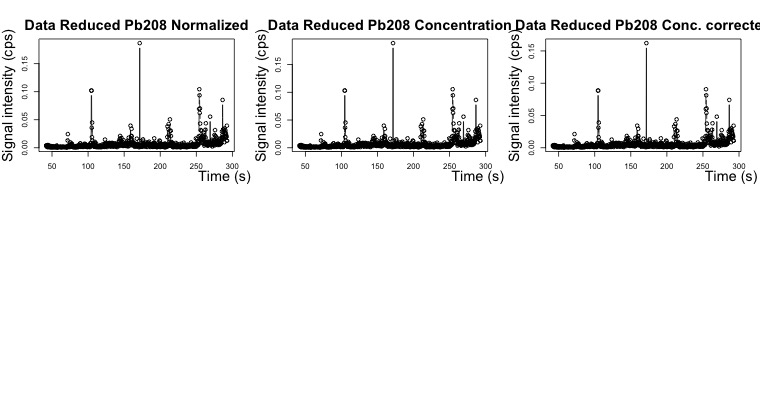 Data Reduced Pb208 Normalized
Data Reduced Pb208 Concentration
Data Reduced Pb208 Conc. correcte
Signal intensity (cps)
0.00 0.05 0.10 0.15
50 100 150 200 250 300
Time (s)
Signal intensity (cps)
0.00 0.05 0.10 0.15
50 100 150 200 250 300
Time (s)
Signal intensity (cps)
0.00 0.05 0.10 0.15
50 100 150 200 250 300
Time (s)